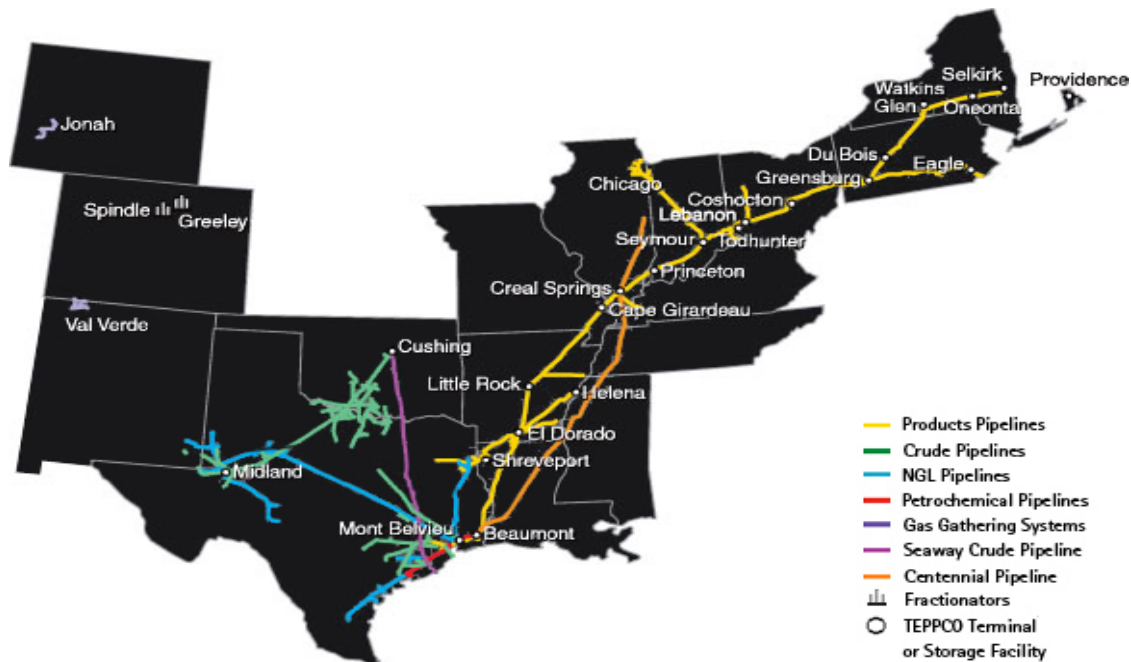 Selkirk
Providence
Watkins
Glen
Oneonta
Jonah
Du Bois
Eagle
Greensburg
Chicago
Coshocton
Spindle
Greeley
Lebanon
Seymour
Todhunter
Princeton
Creal Springs
Cape Girardeau
Val Verde
Cushing
Little Rock
Helena
El Dorado
Shreveport
Midland
Mont Belvieu
Beaumont
Products Pipelines
Crude Pipelines
NGL Pipelines
Petrochemical Pipelines
Gas Gathering Systems
Seaway Crude Pipeline
Centennial Pipeline
Fractionators
TEPPCO Terminal
or Storage Facility